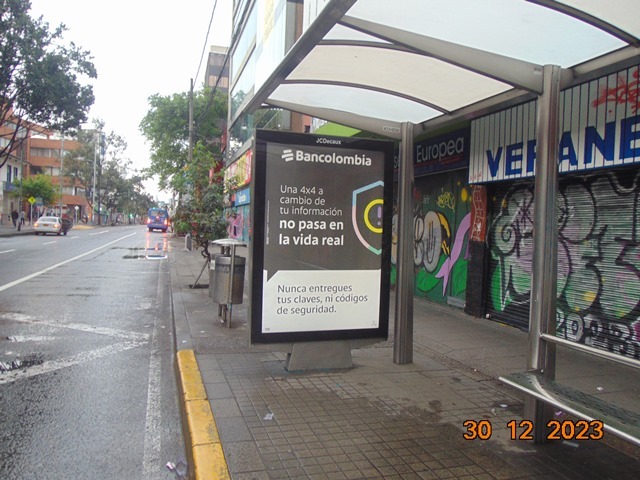 JCDecaux
Bancolombia
Una 4x4 a
cambio de
tu información
no pasa en
la vida real
Nunca entregues
tus claves, ni códigos
de seguridad.
Europea
VERANE
30 12 2023